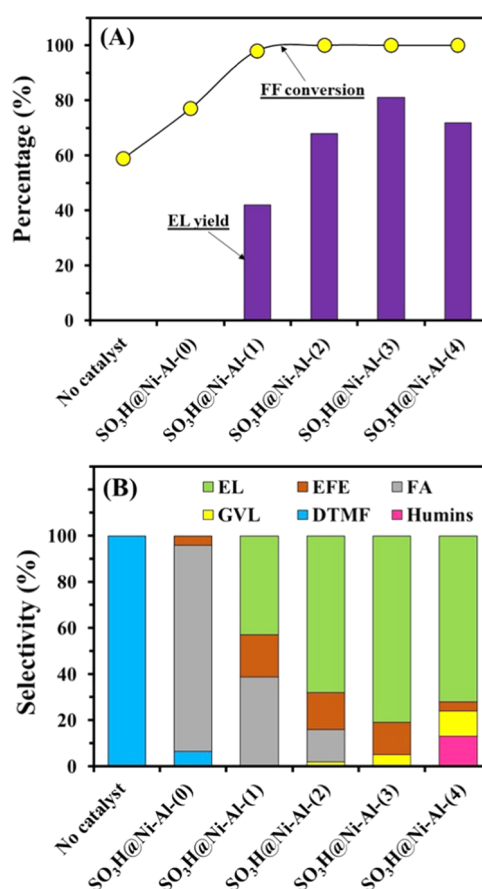 (A)
Percentage (%)
100
80
60
40
20
0
FF conversion
EL yield
No catalyst
SO₃H@Ni-Al-(0)
SO₃H@Ni-Al-(1)
SO₃H@Ni-Al-(2)
SO₃H@Ni-Al-(3)
SO₃H@Ni-Al-(4)
(B)
EL EFE FA
GVL DTMF Humins
Selectivity (%)
100
80
60
40
20
0
No catalyst
SO₃H@Ni-Al-(0)
SO₃H@Ni-Al-(1)
SO₃H@Ni-Al-(2)
SO₃H@Ni-Al-(3)
SO₃H@Ni-Al-(4)